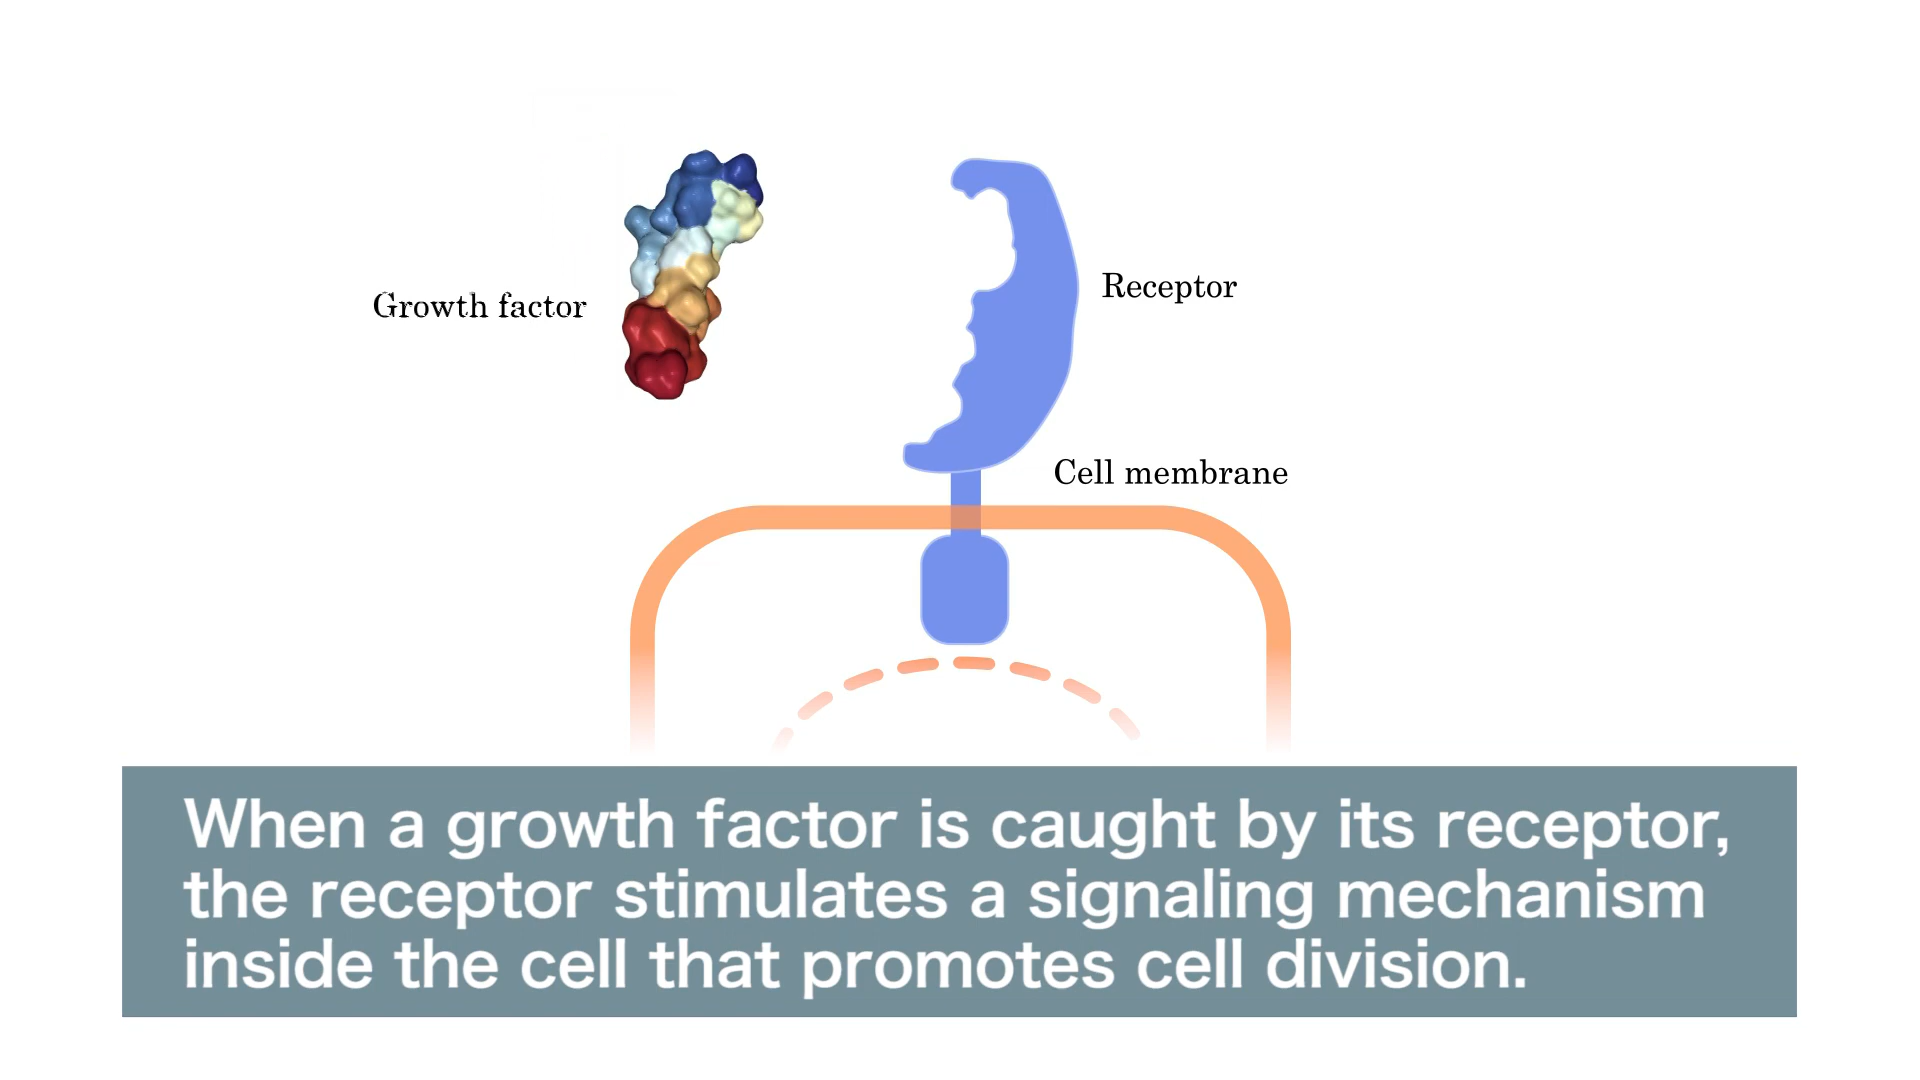 Growth factor
Receptor
Cell membrane
When a growth factor is caught by its receptor,
the receptor stimulates a signaling mechanism
inside the cell that promotes cell division.